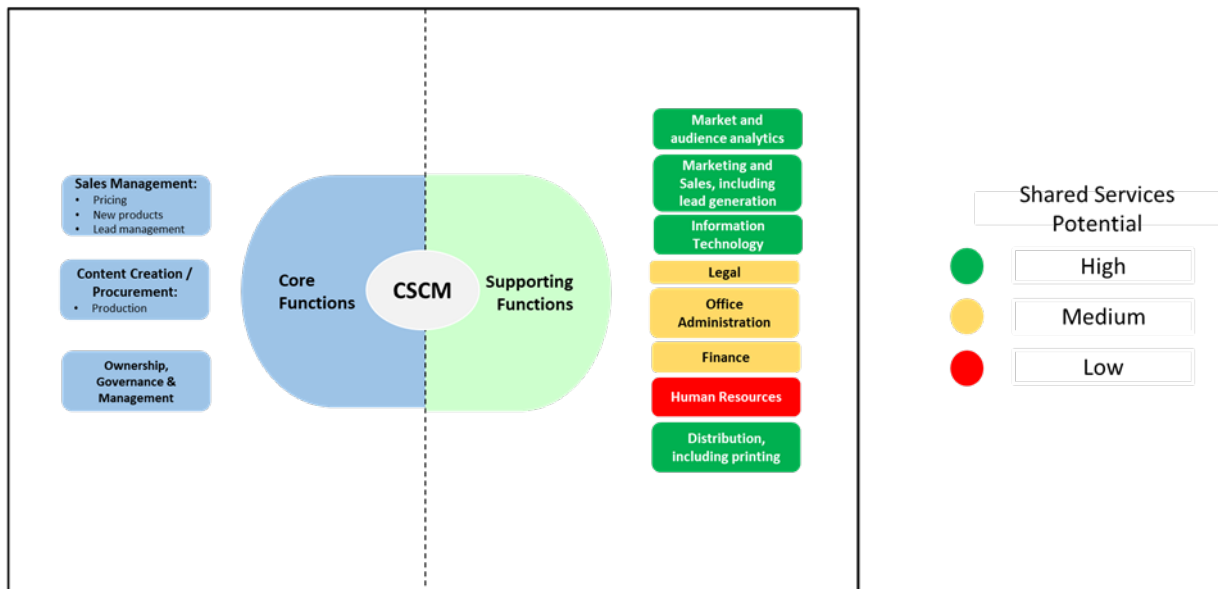 Sales Management:
• Pricing
• New products
• Lead management
Content Creation /
Procurement:
• Production
Ownership,
Governance &
Management
Core
Functions
CSCM
Supporting
Functions
Market and
audience analytics
Marketing and
Sales, including
lead generation
Information
Technology
Legal
Office
Administration
Finance
Human Resources
Distribution,
including printing
Shared Services
Potential
High
Medium
Low